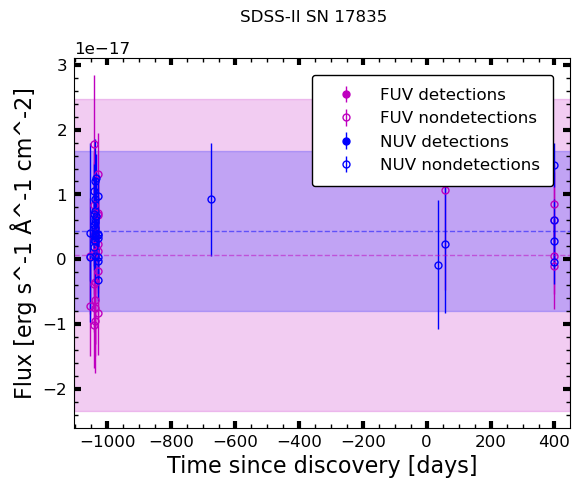 SDSS-II SN 17835
1e−17
3
2
1
0
−1
−2
Flux [erg s^-1 Å^-1 cm^-2]
FUV detections
FUV nondetections
NUV detections
NUV nondetections
−1000 −800 −600 −400 −200 0 200 400
Time since discovery [days]